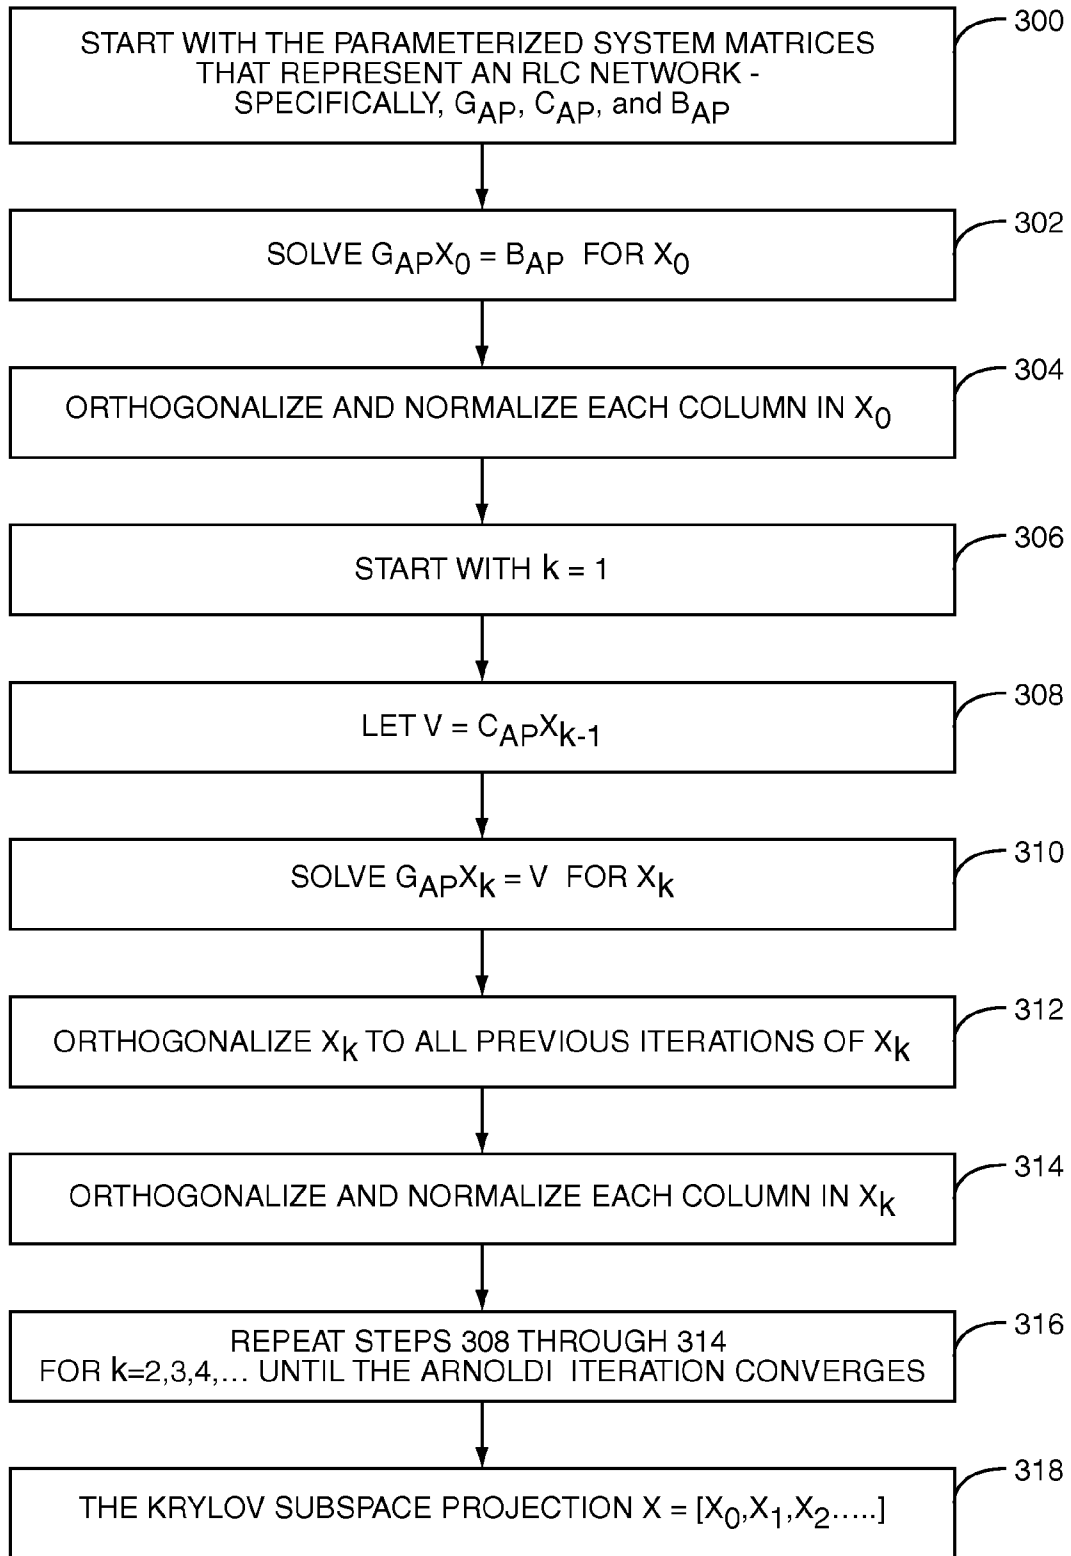 START WITH THE PARAMETERIZED SYSTEM MATRICES
THAT REPRESENT AN RLC NETWORK -
SPECIFICALLY, GAP, CAP, and BAP
300
SOLVE GAPX0 = BAP FOR X0
302
ORTHOGONALIZE AND NORMALIZE EACH COLUMN IN X0
304
START WITH k = 1
306
LET V = CAPXk-1
308
SOLVE GAPXk = V FOR Xk
310
ORTHOGONALIZE Xk TO ALL PREVIOUS ITERATIONS OF Xk
312
ORTHOGONALIZE AND NORMALIZE EACH COLUMN IN Xk
314
REPEAT STEPS 308 THROUGH 314
FOR k=2,3,4,... UNTIL THE ARNOLDI ITERATION CONVERGES
316
THE KRYLOV SUBSPACE PROJECTION X = [X0,X1,X2.....]
318